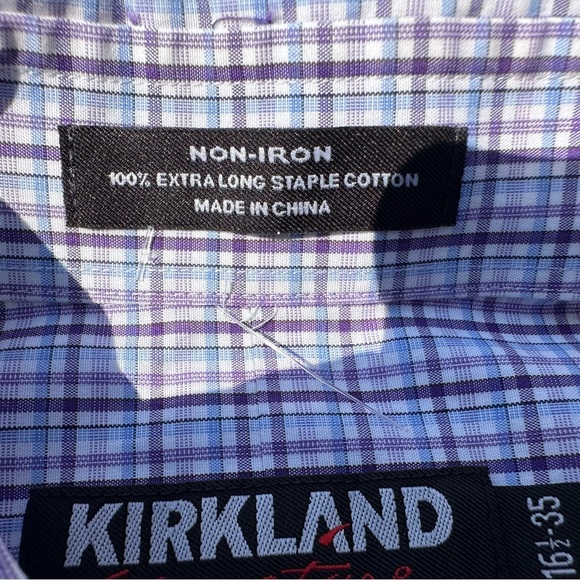 NON-IRON
100% EXTRA LONG STAPLE COTTON
MADE IN CHINA
KIRKLAND
16½-35